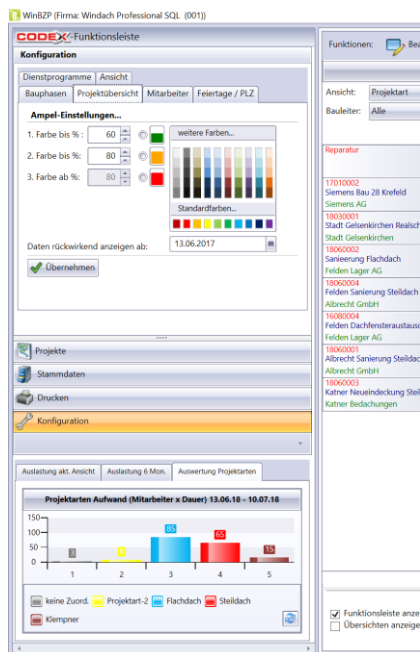 WinBZP (Firma: Windach Professional SQL (001))
CODEX-Funktionsleiste
Konfiguration
Dienstprogramme Ansicht
Bauphasen Projektübersicht Mitarbeiter Feiertage / PLZ
Ampel-Einstellungen...
1. Farbe bis % : 60
2. Farbe bis %: 80
3. Farbe ab %: 80
weitere Farben...
Standardfarben...
Daten rückwirkend anzeigen ab: 13.06.2017
Übernehmen
Projekte
Stammdaten
Drucken
Konfiguration
Auslastung akt. Ansicht Auslastung 6 Mon. Auswertung Projektarten
Projektarten Aufwand (Mitarbeiter x Dauer) 13.06.18 - 10.07.18
150
100
50
0
3
85
65
15
1 2 3 4 5
keine Zuord. Projektart-2 Flachdach Steildach
Klempner
Funktionen: Bea
Ansicht: Projektart
Bauleiter: Alle
Reparatur
17010002
Siemens Bau 28 Krefeld
Siemens AG
18030001
Stadt Gelsenkirchen Realsch
Stadt Gelsenkirchen
18060002
Sanieerung Flachdach
Felden Lager AG
18060004
Felden Sanierung Steildach
Albrecht GmbH
16080004
Felden Dachfensteraustausc
Felden Lager AG
18060001
Albrecht Sanierung Steildac
Albrecht GmbH
18060003
Katner Neueindeckung Steil
Katner Bedachungen
Funktionsleiste anze
Übersichten anzeige